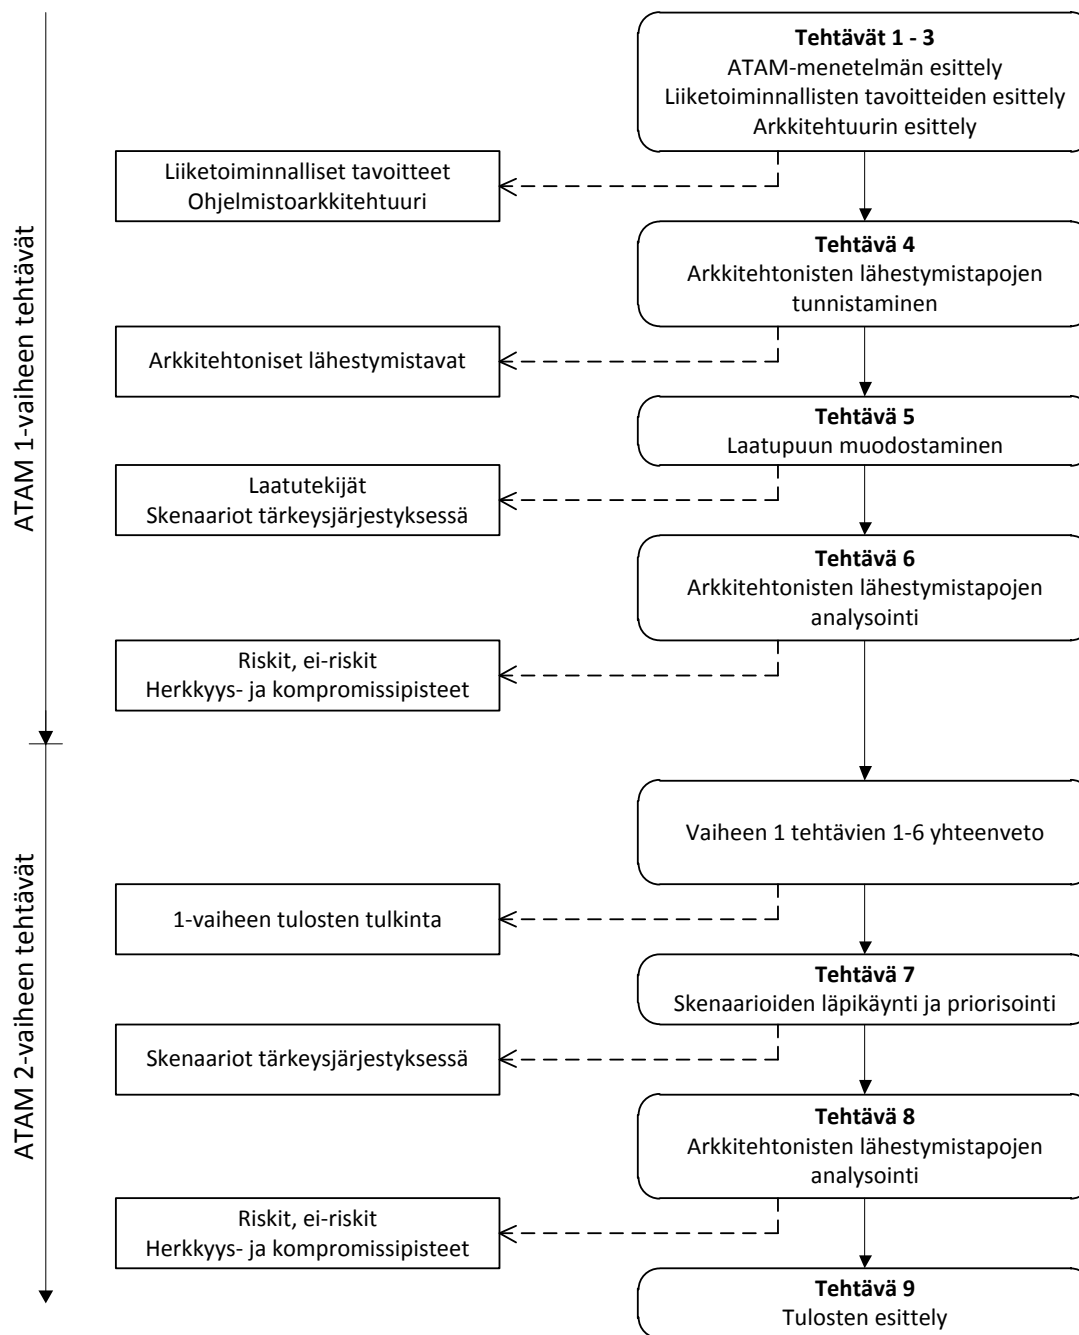 Tehtävät 1 - 3
ATAM-menetelmän esittely
Liiketoiminnallisten tavoitteiden esittely
Arkkitehtuurin esittely
Liiketoiminnalliset tavoitteet
Ohjelmistoarkkitehtuuri
Tehtävä 4
Arkkitehtonisten lähestymistapojen
tunnistaminen
Arkkitehtoniset lähestymistavat
Tehtävä 5
Laatupuun muodostaminen
Laatutekijät
Skenaariot tärkeysjärjestyksessä
Tehtävä 6
Arkkitehtonisten lähestymistapojen
analysointi
Riskit, ei-riskit
Herkkyys- ja kompromissipisteet
ATAM 1-vaiheen tehtävät
Vaiheen 1 tehtävien 1-6 yhteenveto
1-vaiheen tulosten tulkinta
Tehtävä 7
Skenaarioiden läpikäynti ja priorisointi
Skenaariot tärkeysjärjestyksessä
Tehtävä 8
Arkkitehtonisten lähestymistapojen
analysointi
Riskit, ei-riskit
Herkkyys- ja kompromissipisteet
Tehtävä 9
Tulosten esittely
ATAM 2-vaiheen tehtävät